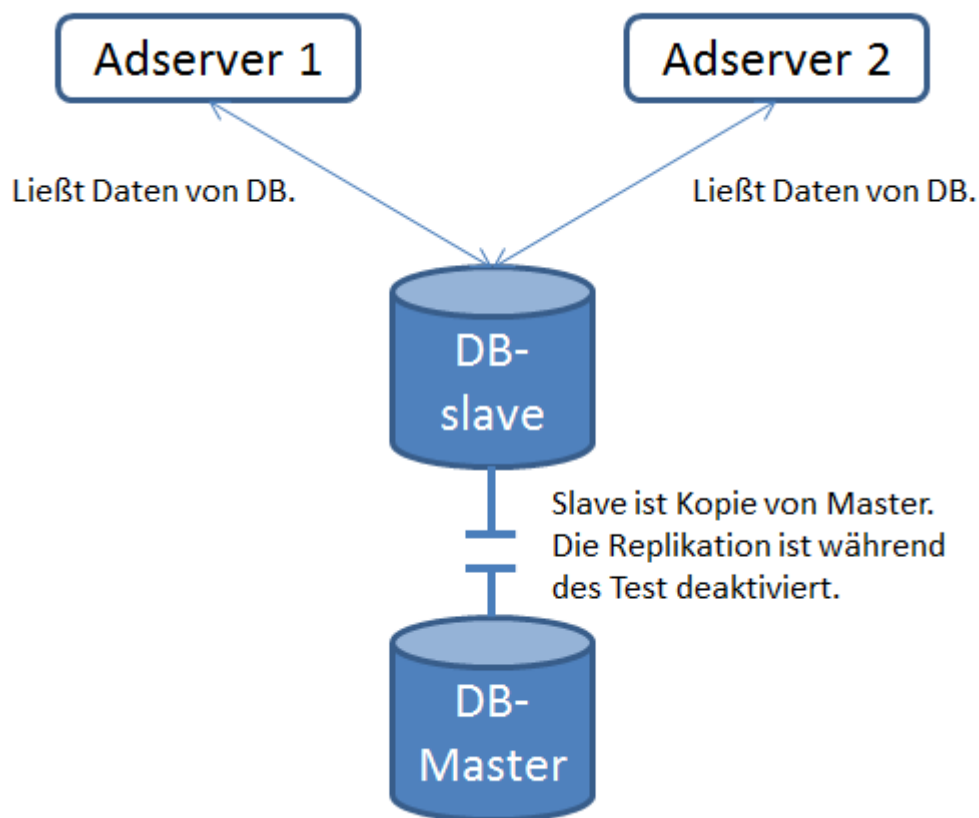 Adserver 1
Adserver 2
Ließt Daten von DB.
Ließt Daten von DB.
DB-
slave
Slave ist Kopie von Master.
Die Replikation ist während
des Test deaktiviert.
DB-
Master